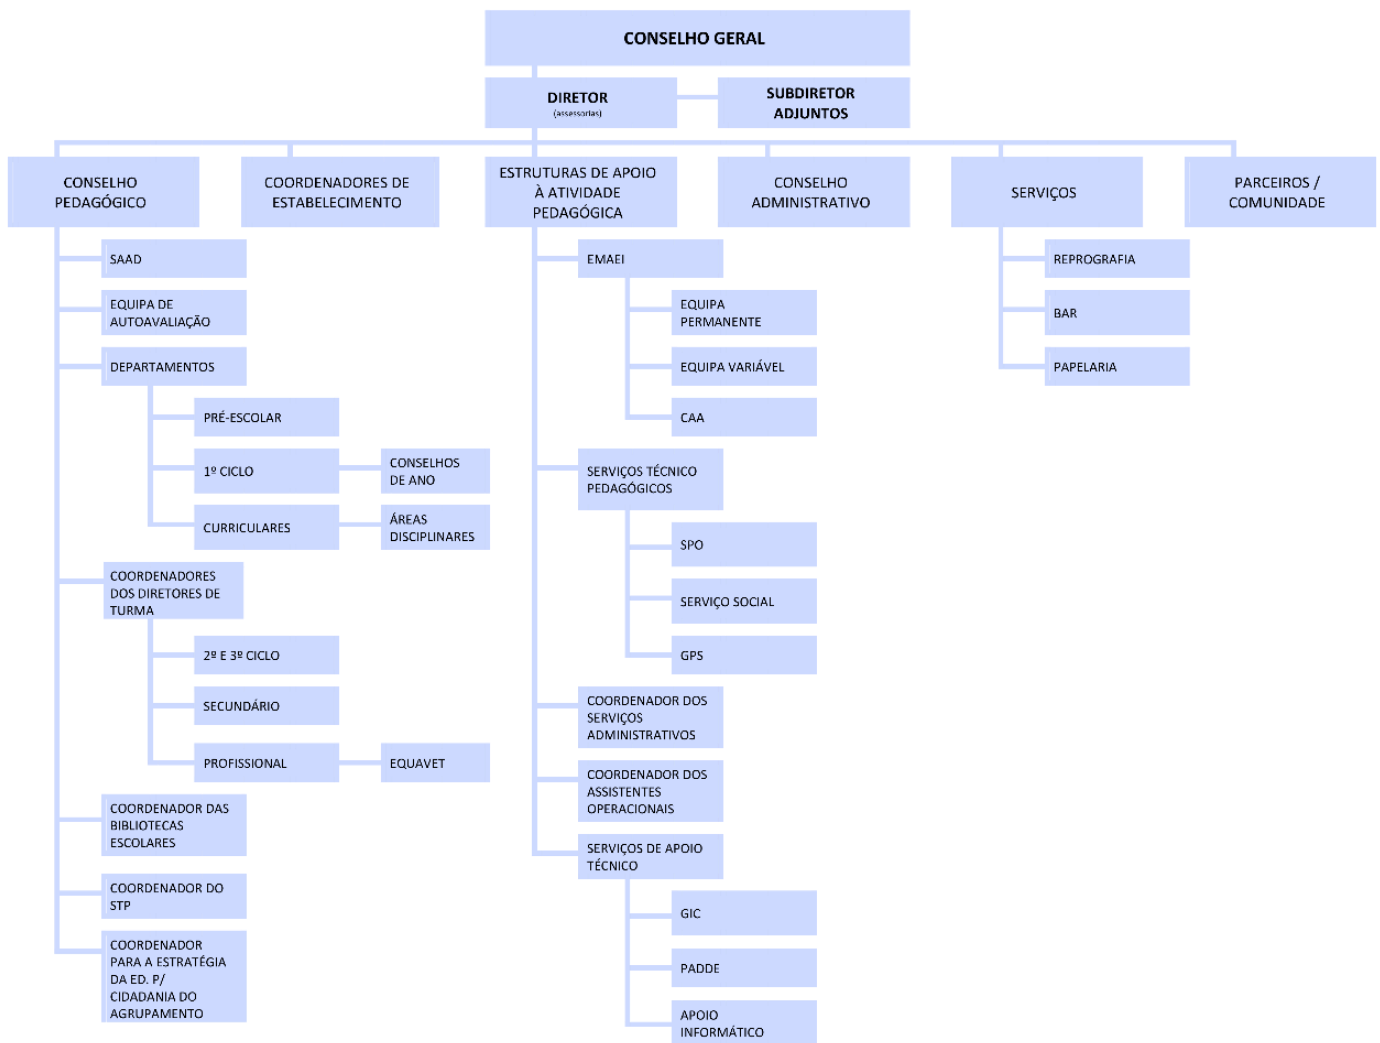 CONSELHO GERAL
DIRETOR
(assessorias)
SUBDIRETOR
ADJUNTOS
CONSELHO
PEDAGÓGICO
COORDENADORES DE
ESTABELECIMENTO
ESTRUTURAS DE APOIO
À ATIVIDADE
PEDAGÓGICA
CONSELHO
ADMINISTRATIVO
SERVIÇOS
PARCEIROS /
COMUNIDADE
SAAD
EQUIPA DE
AUTOAVALIAÇÃO
DEPARTAMENTOS
PRÉ-ESCOLAR
1º CICLO
CONSELHOS
DE ANO
CURRICULARES
ÁREAS
DISCIPLINARES
COORDENADORES
DOS DIRETORES DE
TURMA
2º E 3º CICLO
SECUNDÁRIO
PROFISSIONAL
EQUAVET
COORDENADOR DAS
BIBLIOTECAS
ESCOLARES
COORDENADOR DO
STP
COORDENADOR
PARA A ESTRATÉGIA
DA ED. P/
CIDADANIA DO
AGRUPAMENTO
EMAEI
EQUIPA
PERMANENTE
EQUIPA VARIÁVEL
CAA
SERVIÇOS TÉCNICO
PEDAGÓGICOS
SPO
SERVIÇO SOCIAL
GPS
COORDENADOR DOS
SERVIÇOS
ADMINISTRATIVOS
COORDENADOR DOS
ASSISTENTES
OPERACIONAIS
SERVIÇOS DE APOIO
TÉCNICO
GIC
PADDE
APOIO
INFORMÁTICO
REPROGRAFIA
BAR
PAPELARIA